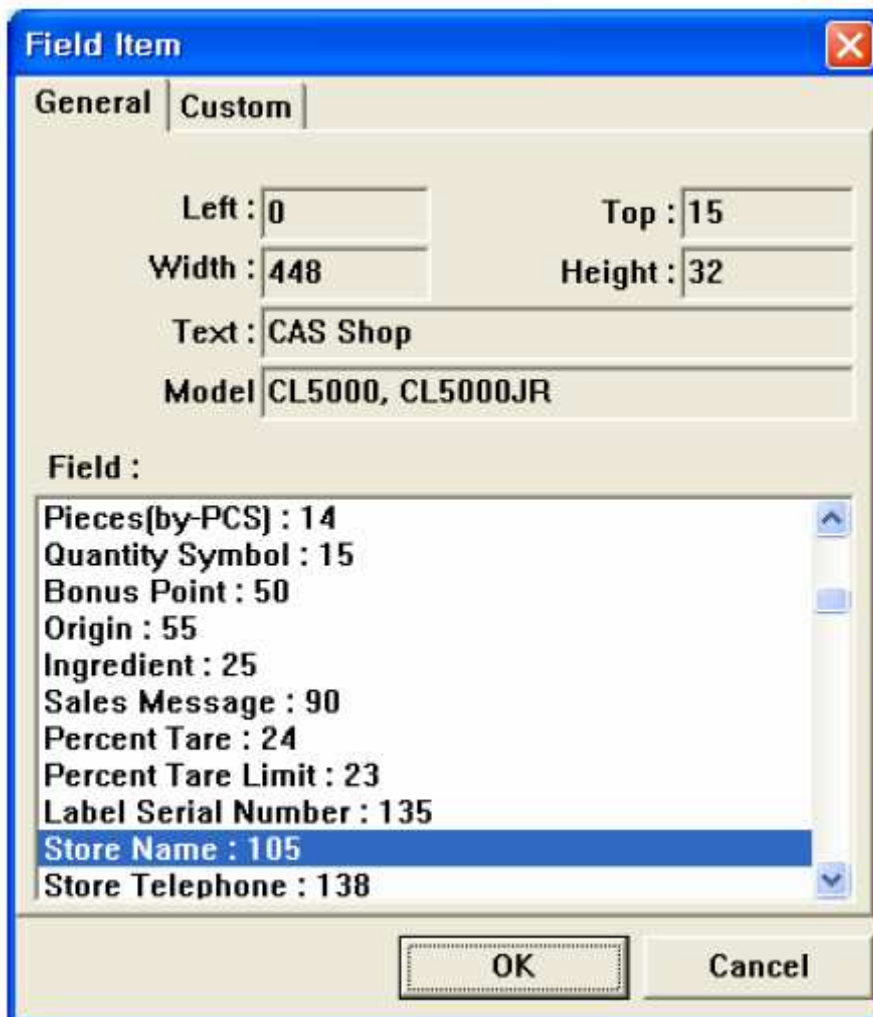 Field Item
General Custom
Left : 0 Top : 15
Width : 448 Height : 32
Text : CAS Shop
Model CL5000, CL5000JR
Field :
Pieces(by-PCS) : 14
Quantity Symbol : 15
Bonus Point : 50
Origin : 55
Ingredient : 25
Sales Message : 90
Percent Tare : 24
Percent Tare Limit : 23
Label Serial Number : 135
Store Name : 105
Store Telephone : 138
OK Cancel